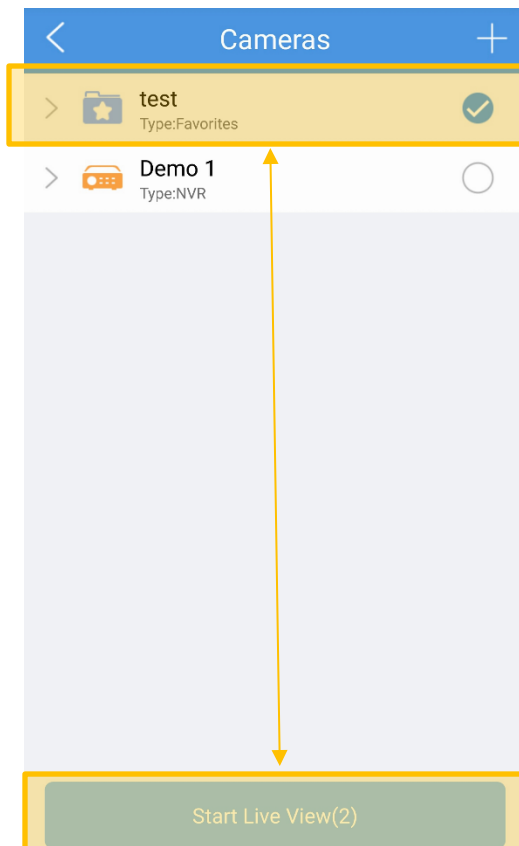 Cameras
test
Type:Favorites
Demo 1
Type:NVR
Start Live View(2)